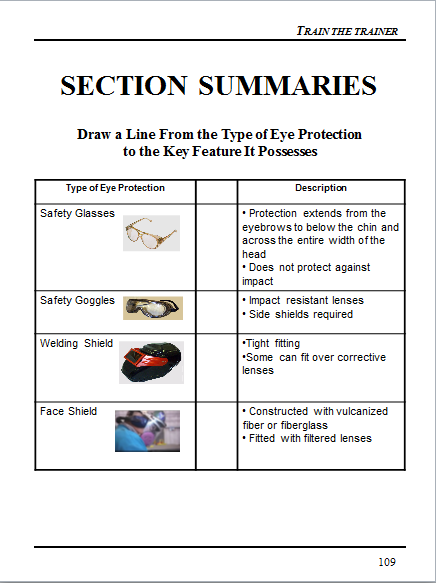 TRAIN THE TRAINER
SECTION SUMMARIES
Draw a Line From the Type of Eye Protection
to the Key Feature It Possesses
Type of Eye Protection
Description
Safety Glasses
• Protection extends from the
eyebrows to below the chin and
across the entire width of the
head
• Does not protect against
impact
Safety Goggles
• Impact resistant lenses
• Side shields required
Welding Shield
•Tight fitting
•Some can fit over corrective
lenses
Face Shield
• Constructed with vulcanized
fiber or fiberglass
• Fitted with filtered lenses
109